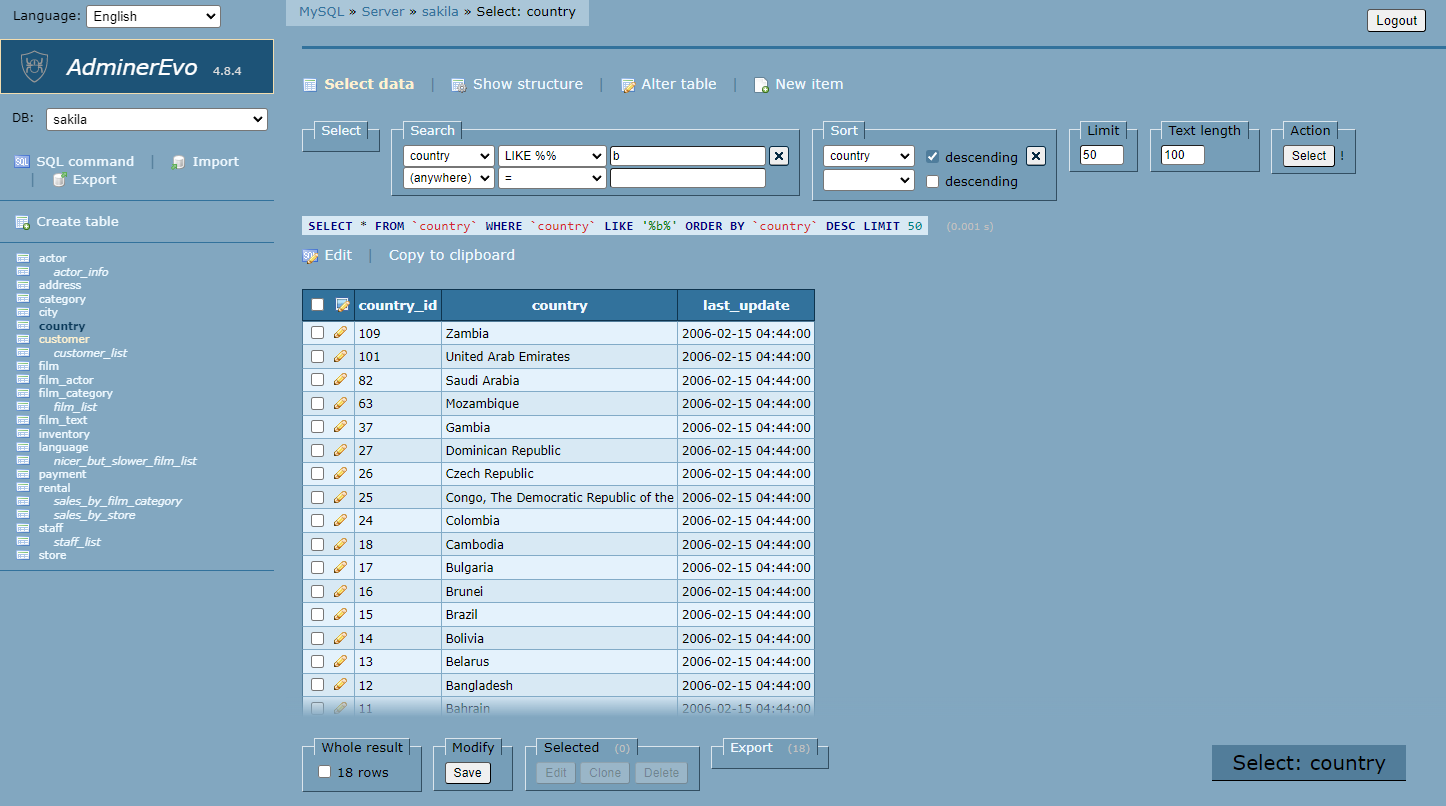 Language: English
MySQL » Server » sakila » Select: country
Logout
AdminerEvo 4.8.4
DB: sakila
SQL command | Import
| Export
Create table
actor
actor_info
address
category
city
country
customer
customer_list
film
film_actor
film_category
film_list
film_text
inventory
language
nicer_but_slower_film_list
payment
rental
sales_by_film_category
sales_by_store
staff
staff_list
store
Select data | Show structure | Alter table | New item
Select Search Sort Limit Text length Action
country LIKE %% b country descending 50 100 Select !
(anywhere) = descending
SELECT * FROM `country` WHERE `country` LIKE '%b%' ORDER BY `country` DESC LIMIT 50 (0.001 s)
Edit | Copy to clipboard
country_id country last_update
109 Zambia 2006-02-15 04:44:00
101 United Arab Emirates 2006-02-15 04:44:00
82 Saudi Arabia 2006-02-15 04:44:00
63 Mozambique 2006-02-15 04:44:00
37 Gambia 2006-02-15 04:44:00
27 Dominican Republic 2006-02-15 04:44:00
26 Czech Republic 2006-02-15 04:44:00
25 Congo, The Democratic Republic of the 2006-02-15 04:44:00
24 Colombia 2006-02-15 04:44:00
18 Cambodia 2006-02-15 04:44:00
17 Bulgaria 2006-02-15 04:44:00
16 Brunei 2006-02-15 04:44:00
15 Brazil 2006-02-15 04:44:00
14 Bolivia 2006-02-15 04:44:00
13 Belarus 2006-02-15 04:44:00
12 Bangladesh 2006-02-15 04:44:00
11 Bahrain 2006-02-15 04:44:00
Whole result Modify Selected (0) Export (18)
18 rows Save Edit Clone Delete
Select: country